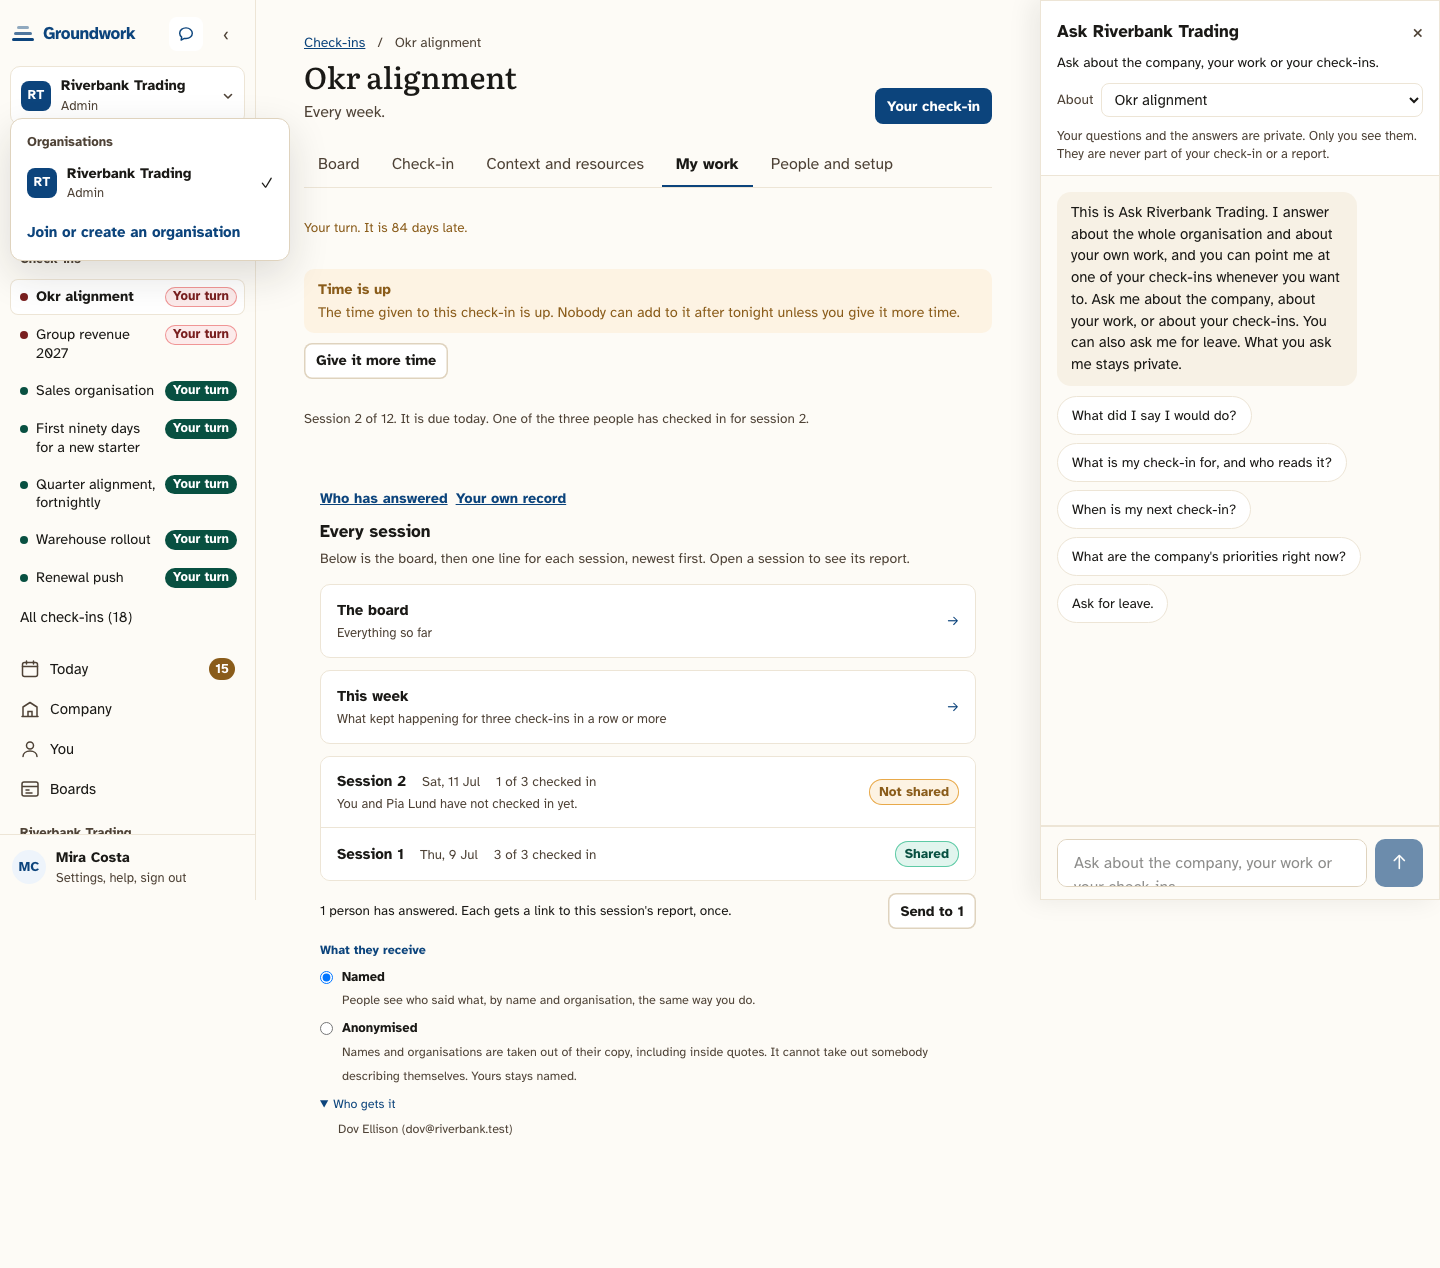 Groundwork
Riverbank Trading
RT
Admin
Organisations
Riverbank Trading
RT
Admin
Join or create an organisation
Okr alignment
Your turn
Group revenue
2027
Your turn
Sales organisation
Your turn
First ninety days
for a new starter
Your turn
Quarter alignment,
fortnightly
Your turn
Warehouse rollout
Your turn
Renewal push
Your turn
All check-ins (18)
Today
15
Company
You
Boards
Riverbank Trading
MC
Mira Costa
Settings, help, sign out
Check-ins / Okr alignment
Okr alignment
Every week.
Your check-in
Board
Check-in
Context and resources
My work
People and setup
Your turn. It is 84 days late.
Time is up
The time given to this check-in is up. Nobody can add to it after tonight unless you give it more time.
Give it more time
Session 2 of 12. It is due today. One of the three people has checked in for session 2.
Who has answered Your own record
Every session
Below is the board, then one line for each session, newest first. Open a session to see its report.
The board
Everything so far
This week
What kept happening for three check-ins in a row or more
Session 2 Sat, 11 Jul 1 of 3 checked in
You and Pia Lund have not checked in yet.
Not shared
Session 1 Thu, 9 Jul 3 of 3 checked in
Shared
1 person has answered. Each gets a link to this session's report, once.
Send to 1
What they receive
Named
People see who said what, by name and organisation, the same way you do.
Anonymised
Names and organisations are taken out of their copy, including inside quotes. It cannot take out somebody
describing themselves. Yours stays named.
Who gets it
Dov Ellison (dov@riverbank.test)
Ask Riverbank Trading
Ask about the company, your work or your check-ins.
About
Okr alignment
Your questions and the answers are private. Only you see them.
They are never part of your check-in or a report.
This is Ask Riverbank Trading. I answer
about the whole organisation and about
your own work, and you can point me at
one of your check-ins whenever you want
to. Ask me about the company, about
your work, or about your check-ins. You
can also ask me for leave. What you ask
me stays private.
What did I say I would do?
What is my check-in for, and who reads it?
When is my next check-in?
What are the company's priorities right now?
Ask for leave.
Ask about the company, your work or
your check-ins